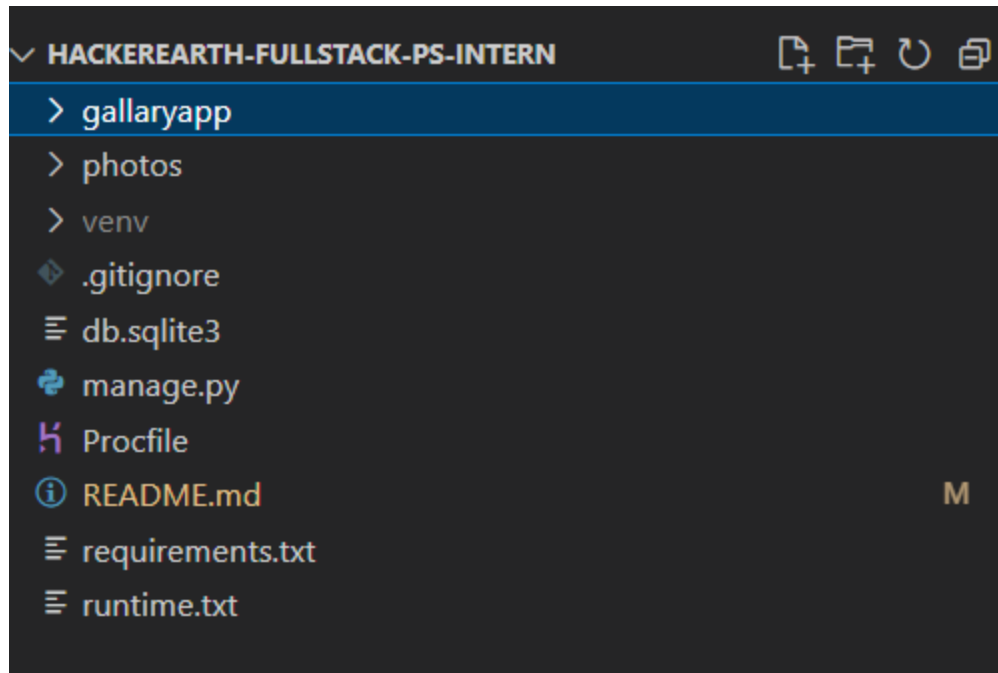 HACKEREARTH-FULLSTACK-PS-INTERN
gallaryapp
photos
venv
.gitignore
db.sqlite3
manage.py
Procfile
README.md M
requirements.txt
runtime.txt